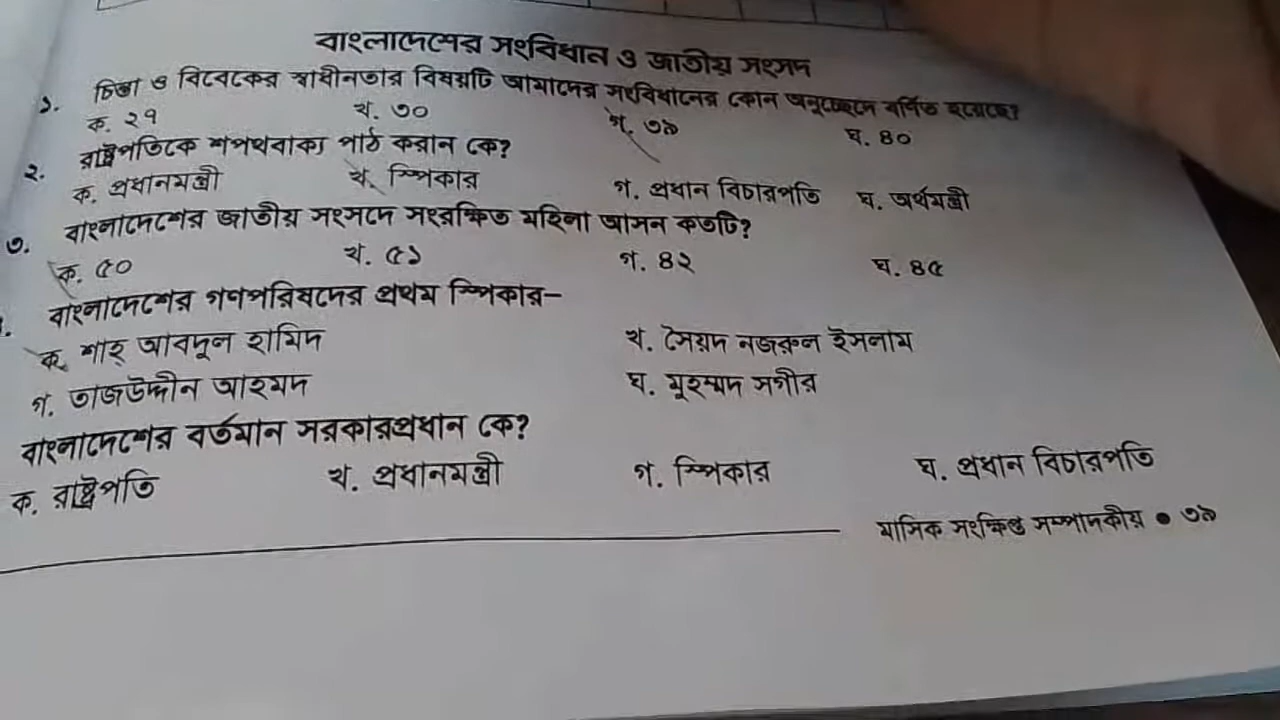 বাংলাদেশের সংবিধান ও জাতীয় সংসদ
১. চিন্তা ও বিবেকের স্বাধীনতার বিষয়টি আমাদের সংবিধানের কোন অনুচ্ছেদে বর্ণিত হয়েছে?
ক. ২৭ খ. ৩০ গ. ৩৯ ঘ. ৪০
২. রাষ্ট্রপতিকে শপথবাক্য পাঠ করান কে?
ক. প্রধানমন্ত্রী খ. স্পিকার গ. প্রধান বিচারপতি ঘ. অর্থমন্ত্রী
৩. বাংলাদেশের জাতীয় সংসদে সংরক্ষিত মহিলা আসন কতটি?
ক. ৫০ খ. ৫১ গ. ৪২ ঘ. ৪৫
বাংলাদেশের গণপরিষদের প্রথম স্পিকার–
ক. শাহ্ আবদুল হামিদ খ. সৈয়দ নজরুল ইসলাম
গ. তাজউদ্দীন আহমদ ঘ. মুহম্মদ সগীর
বাংলাদেশের বর্তমান সরকারপ্রধান কে?
ক. রাষ্ট্রপতি খ. প্রধানমন্ত্রী গ. স্পিকার ঘ. প্রধান বিচারপতি
মাসিক সংক্ষিপ্ত সম্পাদকীয় ● ৩৯